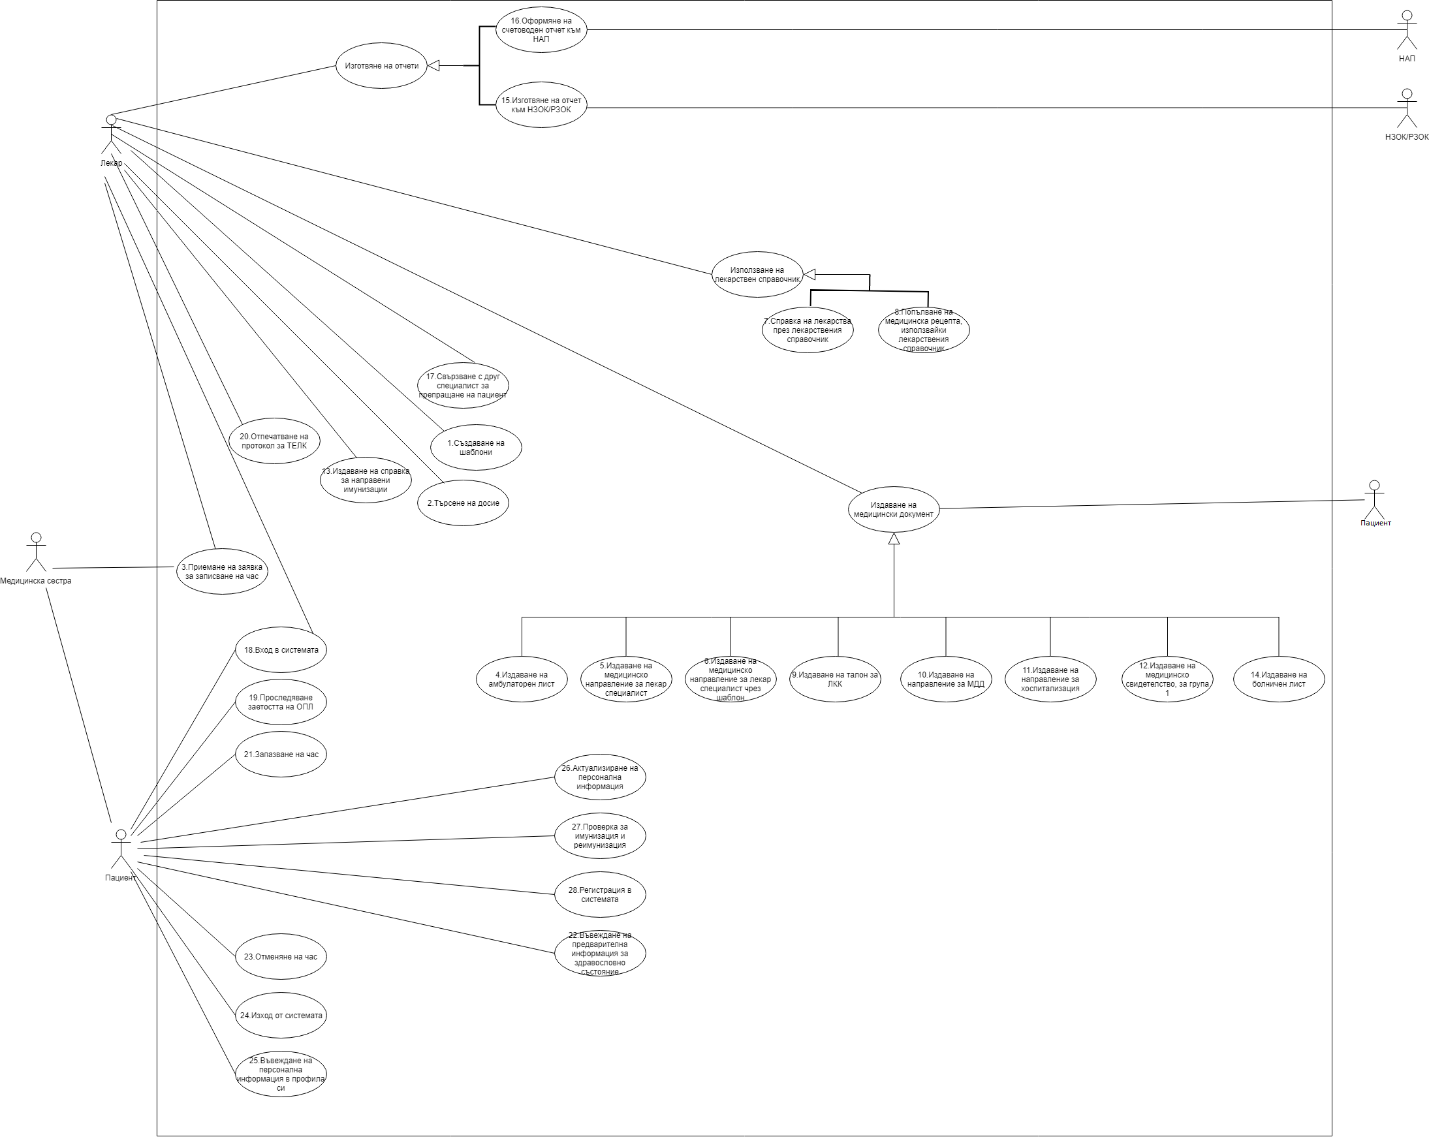 16.Оформяне на
счетоводен отчет към
НАП
НАП
Изготвяне на отчети
15.Изготвяне на отчет
към НЗОК/РЗОК
НЗОК/РЗОК
Лекар
Използване на
лекарствен справочник
7.Справка на лекарства
през лекарствения
справочник
8.Попълване на
медицинска рецепта,
използвайки
лекарствения
справочник
17.Свързване с друг
специалист за
препращане на пациент
20.Отпечатване на
протокол за ТЕЛК
1.Създаване на
шаблони
13.Издаване на справка
за направени
имунизации
2.Търсене на досие
Издаване на
медицински документ
Пациент
Медицинска сестра
3.Приемане на заявка
за записване на час
18.Вход в системата
4.Издаване на
амбулаторен лист
5.Издаване на
медицинско
направление за лекар
специалист
6.Издаване на
медицинско
направление за лекар
специалист чрез
шаблон
9.Издаване на талон за
ЛКК
10.Издаване на
направление за МДД
11.Издаване на
направление за
хоспитализация
12.Издаване на
медицинско
свидетелство, за група
1
14.Издаване на
болничен лист
19.Проследяване
заетостта на ОПЛ
21.Запазване на час
26.Актуализиране на
персонална
информация
27.Проверка за
имунизация и
реимунизация
Пациент
28.Регистрация в
системата
22.Въвеждане на
предварителна
информация за
здравословно
състояние
23.Отменяне на час
24.Изход от системата
25.Въвеждане на
персонална
информация в профила
си